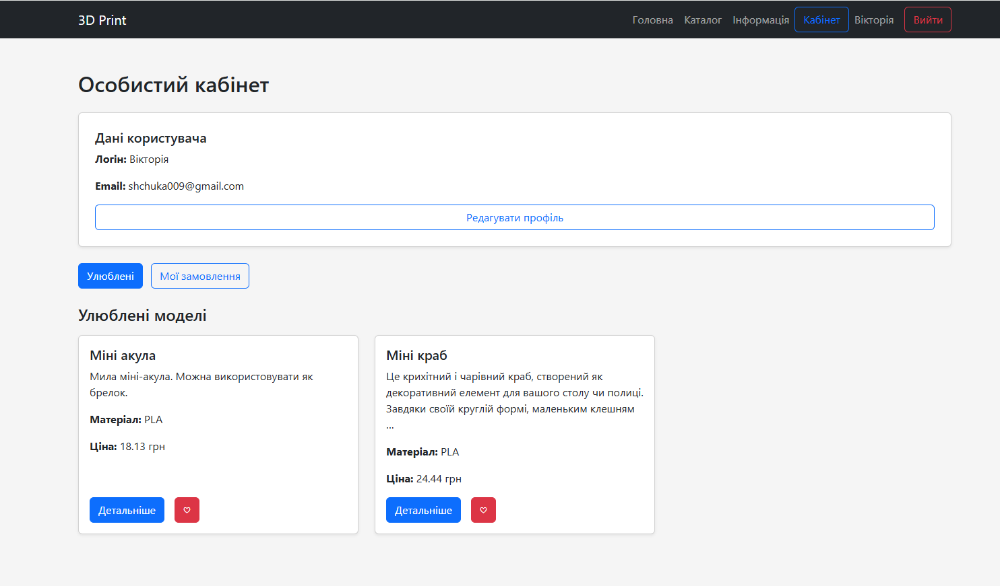 3D Print
Головна Каталог Інформація Кабінет Вікторія Вийти
Особистий кабінет
Дані користувача
Логін: Вікторія
Email: shchuka009@gmail.com
Редагувати профіль
Улюблені Мої замовлення
Улюблені моделі
Міні акула
Мила міні-акула. Можна використовувати як
брелок.
Матеріал: PLA
Ціна: 18.13 грн
Детальніше
Міні краб
Це крихітний і чарівний краб, створений як
декоративний елемент для вашого столу чи полиці.
Завдяки своїй круглій формі, маленьким клешням
...
Матеріал: PLA
Ціна: 24.44 грн
Детальніше